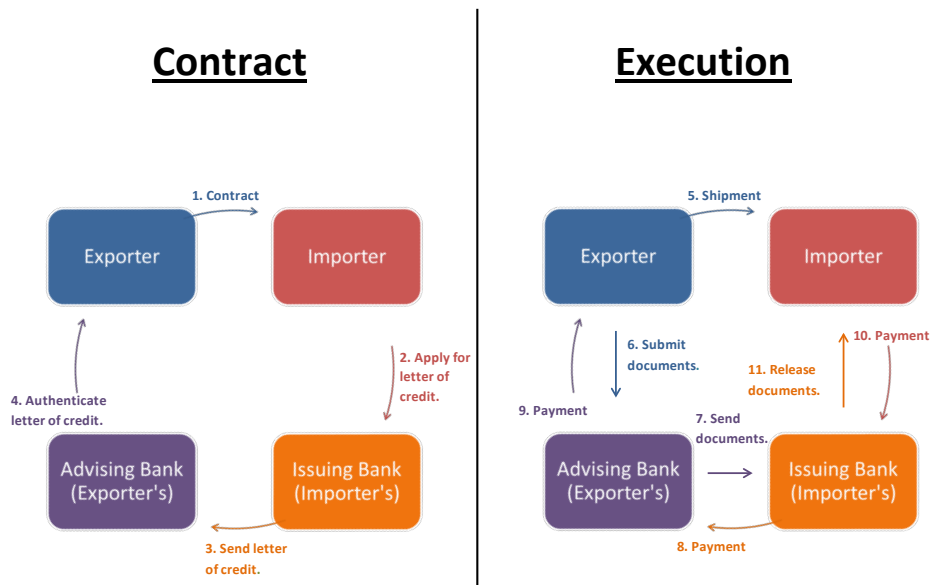 Contract
1. Contract
Exporter
Importer
2. Apply for
letter of
credit.
4. Authenticate
letter of credit.
Advising Bank
(Exporter's)
Issuing Bank
(Importer's)
3. Send letter
of credit.
Execution
5. Shipment
Exporter
Importer
6. Submit
documents.
10. Payment
11. Release
documents.
9. Payment
7. Send
documents.
Advising Bank
(Exporter's)
Issuing Bank
(Importer's)
8. Payment